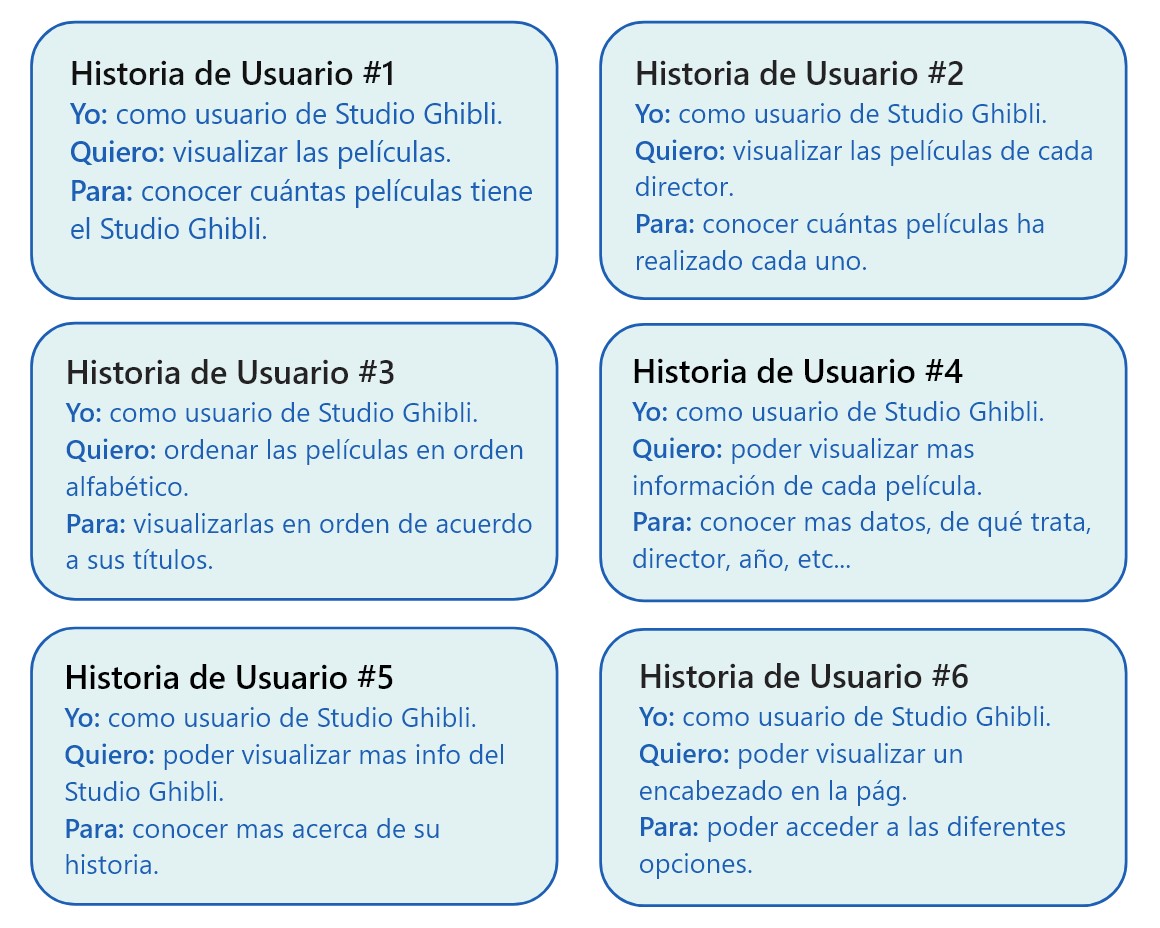 Historia de Usuario #1
Yo: como usuario de Studio Ghibli.
Quiero: visualizar las películas.
Para: conocer cuántas películas tiene
el Studio Ghibli.
Historia de Usuario #2
Yo: como usuario de Studio Ghibli.
Quiero: visualizar las películas de cada
director.
Para: conocer cuántas películas ha
realizado cada uno.
Historia de Usuario #3
Yo: como usuario de Studio Ghibli.
Quiero: ordenar las películas en orden
alfabético.
Para: visualizarlas en orden de acuerdo
a sus títulos.
Historia de Usuario #4
Yo: como usuario de Studio Ghibli.
Quiero: poder visualizar mas
información de cada película.
Para: conocer mas datos, de qué trata,
director, año, etc...
Historia de Usuario #5
Yo: como usuario de Studio Ghibli.
Quiero: poder visualizar mas info del
Studio Ghibli.
Para: conocer mas acerca de su
historia.
Historia de Usuario #6
Yo: como usuario de Studio Ghibli.
Quiero: poder visualizar un
encabezado en la pág.
Para: poder acceder a las diferentes
opciones.